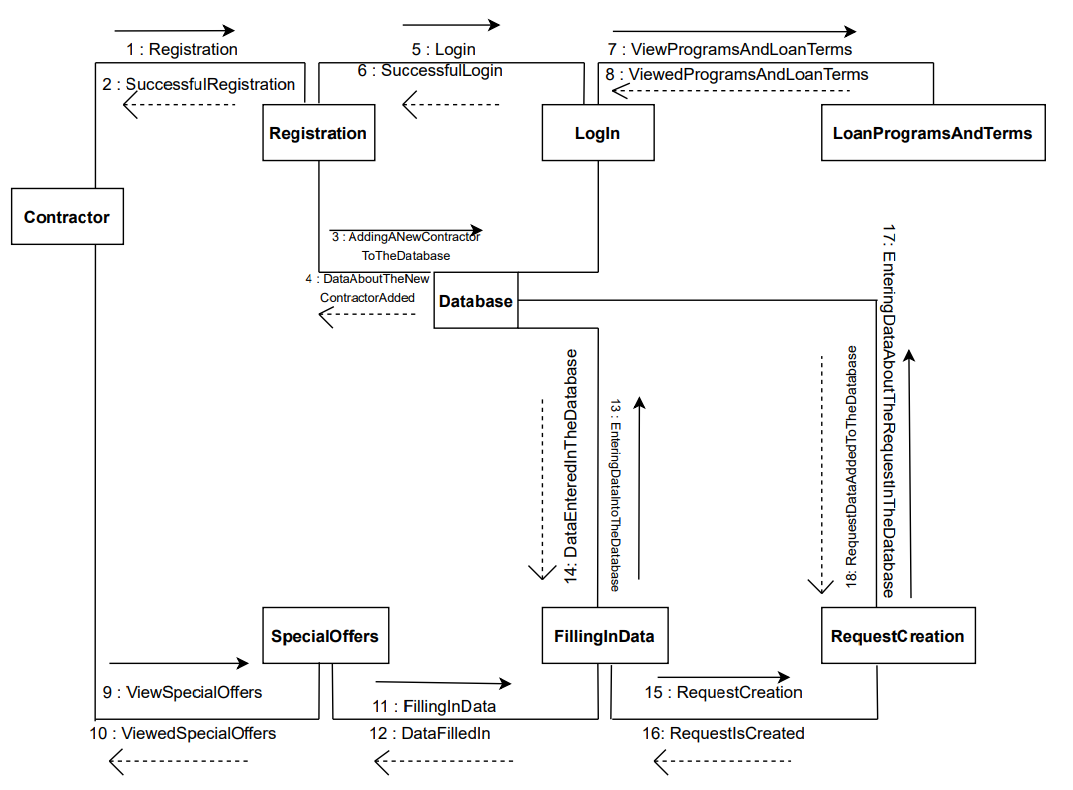 1 : Registration
5 : Login
7 : ViewProgramsAndLoanTerms
2 : SuccessfulRegistration
6 : SuccessfulLogin
8 : ViewedProgramsAndLoanTerms
Registration
LogIn
LoanProgramsAndTerms
Contractor
3 : AddingANewContractor
ToTheDatabase
4 : DataAboutTheNew
ContractorAdded
Database
14: DataEnteredInTheDatabase
13 : EnteringDataIntoTheDatabase
18: RequestDataAddedToTheDatabase
17: EnteringDataAboutTheRequestInTheDatabase
SpecialOffers
FillingInData
RequestCreation
9 : ViewSpecialOffers
11 : FillingInData
15 : RequestCreation
10 : ViewedSpecialOffers
12 : DataFilledIn
16: RequestIsCreated